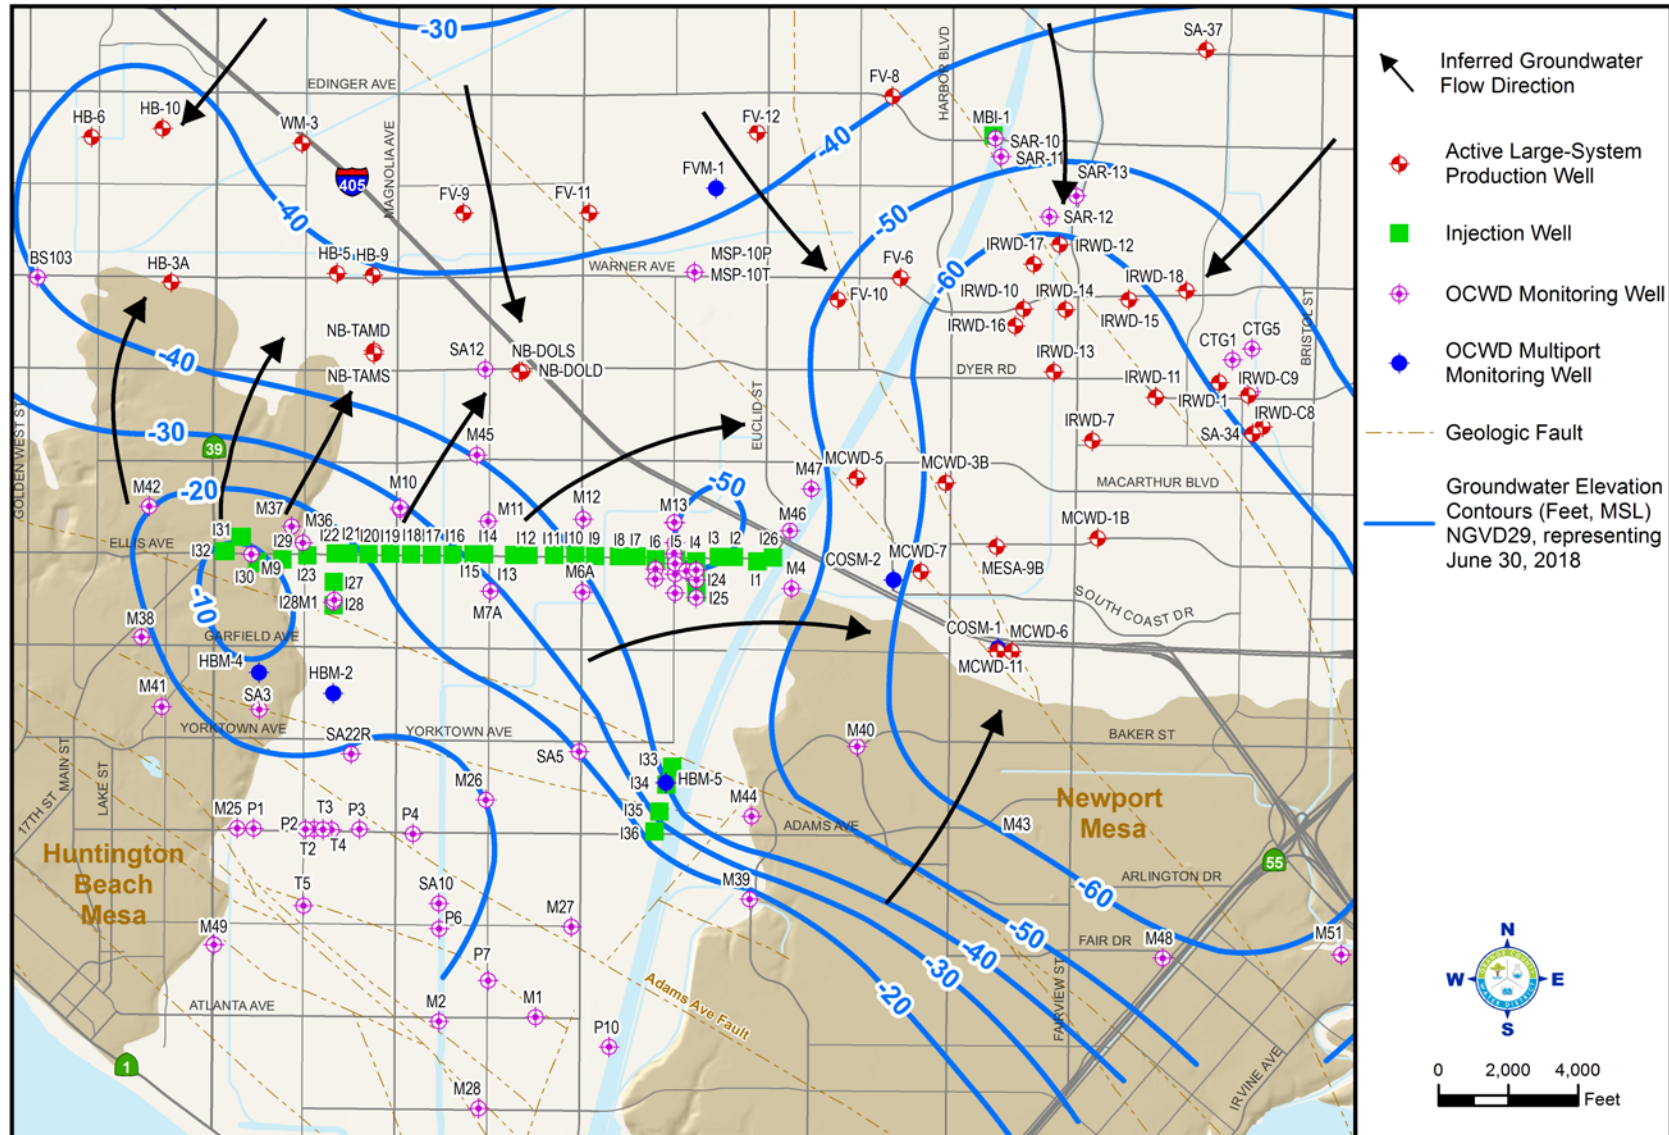 -30
SA-37
HARBOR BLVD
EDINGER AVE
FV-8
HB-10
HB-6
WM-3
FV-12
MBI-1
SAR-10
SAR-11
-40
405
MAGNOLIA AVE
FVM-1
SAR-13
FV-9
FV-11
-40
-50
SAR-12
IRWD-17
IRWD-12
BS103
HB-3A
HB-5
HB-9
WARNER AVE
MSP-10P
MSP-10T
FV-6
-60
IRWD-18
FV-10
IRWD-10
IRWD-14
IRWD-16
IRWD-15
BRISTOL ST
NB-TAMD
NB-TAMS
-40
SA12
NB-DOLS
NB-DOLD
CTG5
CTG1
DYER RD
IRWD-13
IRWD-11
IRWD-1
IRWD-C9
IRWD-C8
SA-34
EUCLID ST
GOLDEN WEST ST
-30
39
M45
IRWD-7
MCWD-5
MCWD-3B
M47
MACARTHUR BLVD
-20
-50
M42
M37
M36
M10
M11
M12
M13
M46
MCWD-1B
I31
I32
ELLIS AVE
I29
I22
I21
I20
I19
I18
I17
I16
I14
I12
I11
I10
I9
I8
I7
I6
I5
I4
I3
I2
I26
COSM-2
MCWD-7
MESA-9B
I30
M9
I23
I27
I28M1
I28
I15
I13
M7A
M6A
I24
I25
I1
M4
-10
SOUTH COAST DR
M38
GARFIELD AVE
COSM-1
MCWD-6
MCWD-11
HBM-4
HBM-2
M41
SA3
YORKTOWN AVE
YORKTOWN AVE
SA22R
SA5
M40
BAKER ST
MAIN ST
LAKE ST
17TH ST
I33
I34
HBM-5
I35
I36
M26
M44
Newport
Mesa
M25
P1
P2
T3
T2
T4
P3
P4
ADAMS AVE
M43
Huntington
Beach
Mesa
55
T5
SA10
P6
M39
-60
ARLINGTON DR
M27
M49
-50
FAIR DR
M48
M51
-40
P7
-30
-20
Adams Ave Fault
FAIRVIEW ST
ATLANTA AVE
M2
M1
P10
1
M28
IRVINE AVE
Inferred Groundwater
Flow Direction
Active Large-System
Production Well
Injection Well
OCWD Monitoring Well
OCWD Multiport
Monitoring Well
Geologic Fault
Groundwater Elevation
Contours (Feet, MSL)
NGVD29, representing
June 30, 2018
N
W
E
S
0
2,000
4,000
Feet